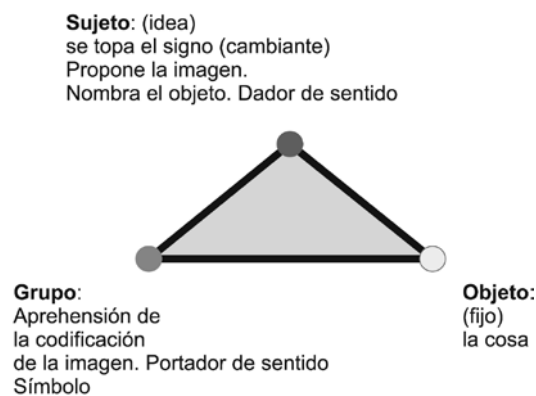 Sujeto: (idea)
se topa el signo (cambiante)
Propone la imagen.
Nombra el objeto. Dador de sentido
Grupo:
Aprehensión de
la codificación
de la imagen. Portador de sentido
Símbolo
Objeto:
(fijo)
la cosa